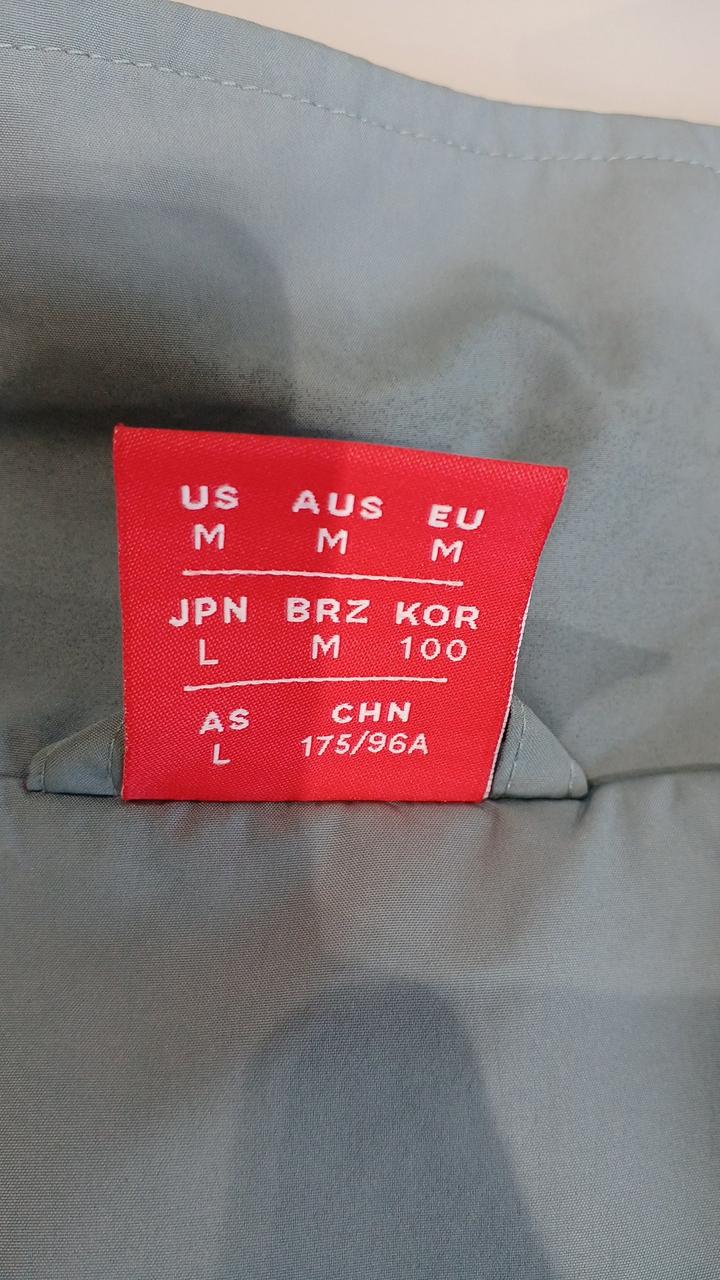 US AUS EU
M M M
JPN BRZ KOR
L M 100
AS CHN
L 175/96A